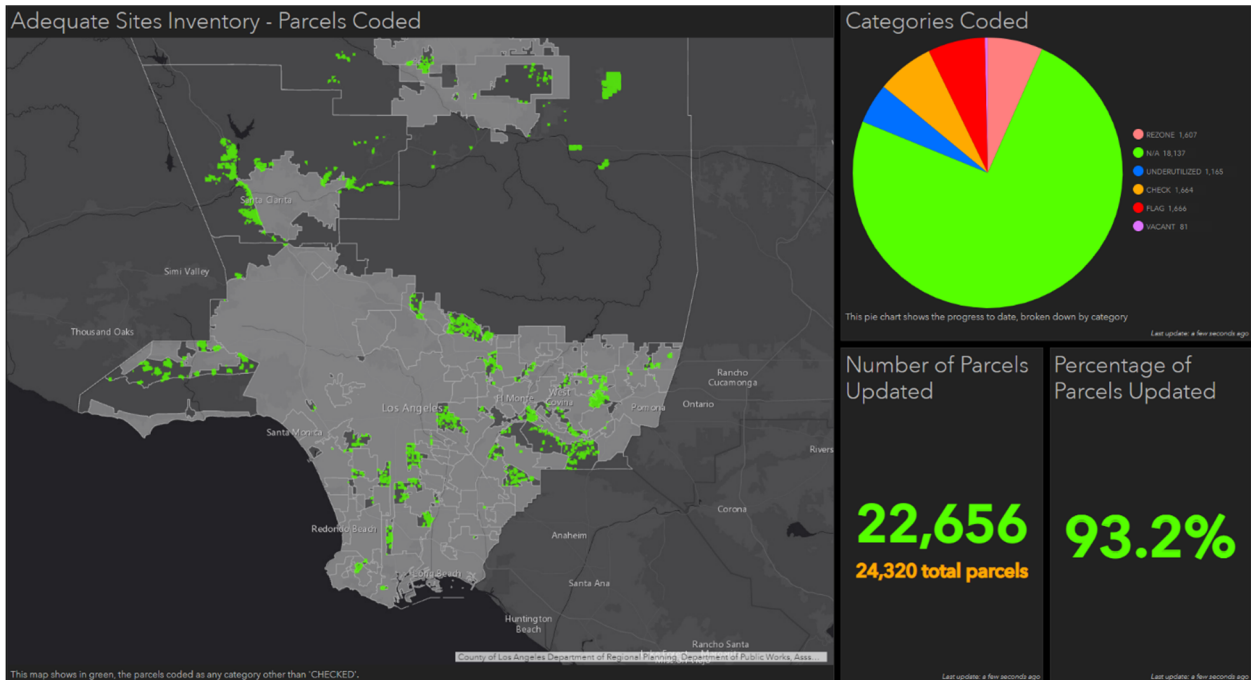 Adequate Sites Inventory - Parcels Coded
Santa Clarita
Simi Valley
Thousand Oaks
Los Angeles
El Monte
West
Covina
Pomona
Rancho
Cucamonga
Ontario
Santa Monica
Rivers
Corona
Redondo Beach
Anaheim
Long Beach
Santa Ana
Huntington
Beach
Rancho Santa
County of Los Angeles Department of Regional Planning, Department of Public Works, Asss...
This map shows in green, the parcels coded as any category other than 'CHECKED'.
Categories Coded
REZONE 1,607
N/A 18,137
UNDERUTILIZED 1,165
CHECK 1,664
FLAG 1,666
VACANT 81
This pie chart shows the progress to date, broken down by category
Last update: a few seconds ago
Number of Parcels
Updated
22,656
24,320 total parcels
Last update: a few seconds ago
Percentage of
Parcels Updated
93.2%
Last update: a few seconds ago